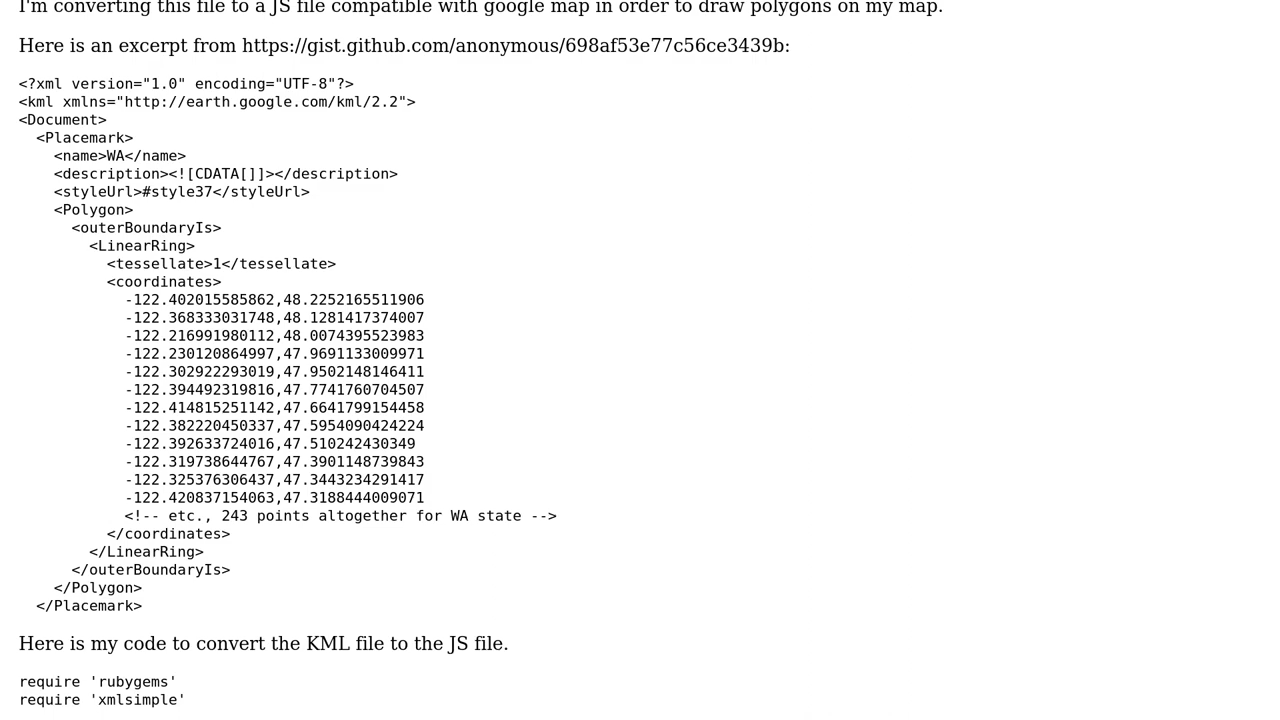 I'm converting this file to a JS file compatible with google map in order to draw polygons on my map.
Here is an excerpt from https://gist.github.com/anonymous/698af53e77c56ce3439b:
<?xml version="1.0" encoding="UTF-8"?>
<kml xmlns="http://earth.google.com/kml/2.2">
<Document>
  <Placemark>
    <name>WA</name>
    <description><![CDATA[]]></description>
    <styleUrl>#style37</styleUrl>
    <Polygon>
      <outerBoundaryIs>
        <LinearRing>
          <tessellate>1</tessellate>
          <coordinates>
            -122.402015585862,48.2252165511906
            -122.368333031748,48.1281417374007
            -122.216991980112,48.0074395523983
            -122.230120864997,47.9691133009971
            -122.302922293019,47.9502148146411
            -122.394492319816,47.7741760704507
            -122.414815251142,47.6641799154458
            -122.382220450337,47.5954090424224
            -122.392633724016,47.510242430349
            -122.319738644767,47.3901148739843
            -122.325376306437,47.3443234291417
            -122.420837154063,47.3188444009071
            <!-- etc., 243 points altogether for WA state -->
          </coordinates>
        </LinearRing>
      </outerBoundaryIs>
    </Polygon>
  </Placemark>
Here is my code to convert the KML file to the JS file.
require 'rubygems'
require 'xmlsimple'